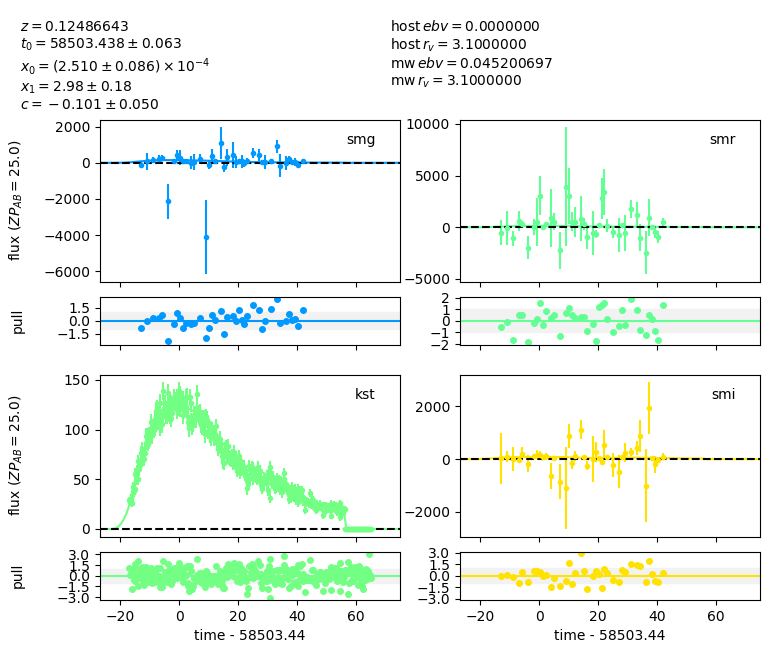 z = 0.12486643
t₀ = 58503.438 ± 0.063
x₀ = (2.510 ± 0.086) × 10⁻⁴
x₁ = 2.98 ± 0.18
c = −0.101 ± 0.050
host ebv = 0.0000000
host r_v = 3.1000000
mw ebv = 0.045200697
mw r_v = 3.1000000
flux (ZP_AB = 25.0)
2000
0
−2000
−4000
−6000
smg
10000
5000
0
−5000
smr
pull
1.5
0.0
−1.5
2
1
0
−1
−2
flux (ZP_AB = 25.0)
150
100
50
0
kst
2000
0
−2000
smi
pull
3.0
1.5
0.0
−1.5
−3.0
−20 0 20 40 60
time - 58503.44
3.0
1.5
0.0
−1.5
−3.0
−20 0 20 40 60
time - 58503.44